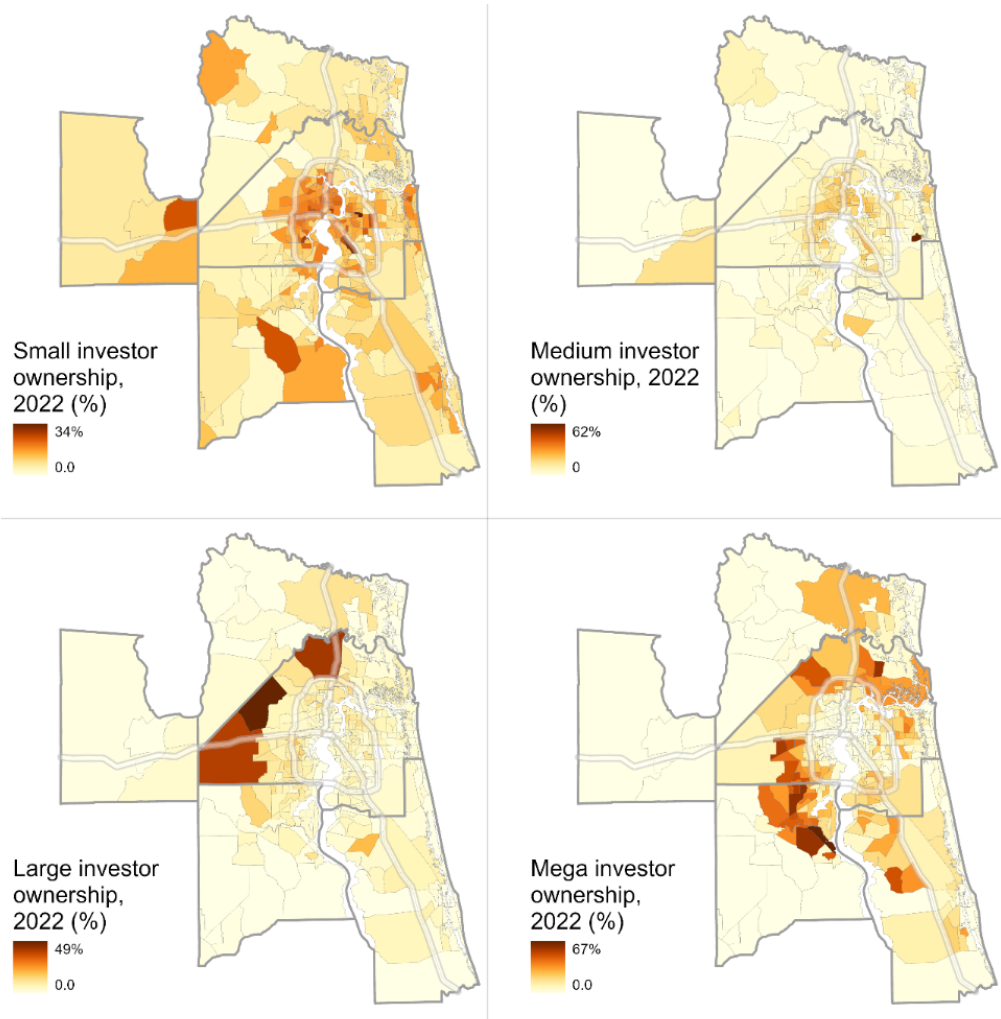 Small investor
ownership,
2022 (%)
34%
0.0
Medium investor
ownership, 2022
(%)
62%
0
Large investor
ownership,
2022 (%)
49%
0.0
Mega investor
ownership,
2022 (%)
67%
0.0